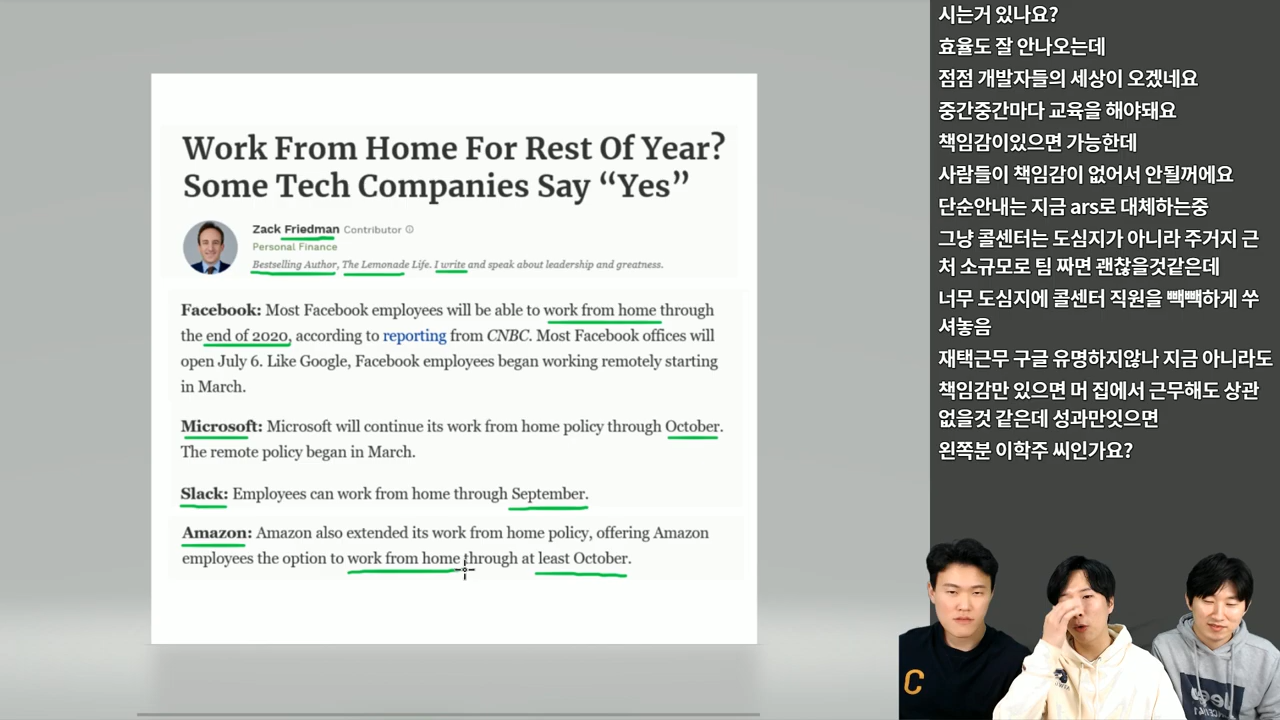 Work From Home For Rest Of Year?
Some Tech Companies Say “Yes”
Zack Friedman Contributor
Personal Finance
Bestselling Author, The Lemonade Life. I write and speak about leadership and greatness.
Facebook: Most Facebook employees will be able to work from home through
the end of 2020, according to reporting from CNBC. Most Facebook offices will
open July 6. Like Google, Facebook employees began working remotely starting
in March.
Microsoft: Microsoft will continue its work from home policy through October.
The remote policy began in March.
Slack: Employees can work from home through September.
Amazon: Amazon also extended its work from home policy, offering Amazon
employees the option to work from home through at least October.
시는거 있나요?
효율도 잘 안나오는데
점점 개발자들의 세상이 오겠네요
중간중간마다 교육을 해야돼요
책임감이있으면 가능한데
사람들이 책임감이 없어서 안될꺼에요
단순안내는 지금 ars로 대체하는중
그냥 콜센터는 도심지가 아니라 주거지 근
처 소규모로 팀 짜면 괜찮을것같은데
너무 도심지에 콜센터 직원을 빽빽하게 쑤
셔놓음
재택근무 구글 유명하지않나 지금 아니라도
책임감만 있으면 머 집에서 근무해도 상관
없을것 같은데 성과만잇으면
왼쪽분 이학주 씨인가요?
C